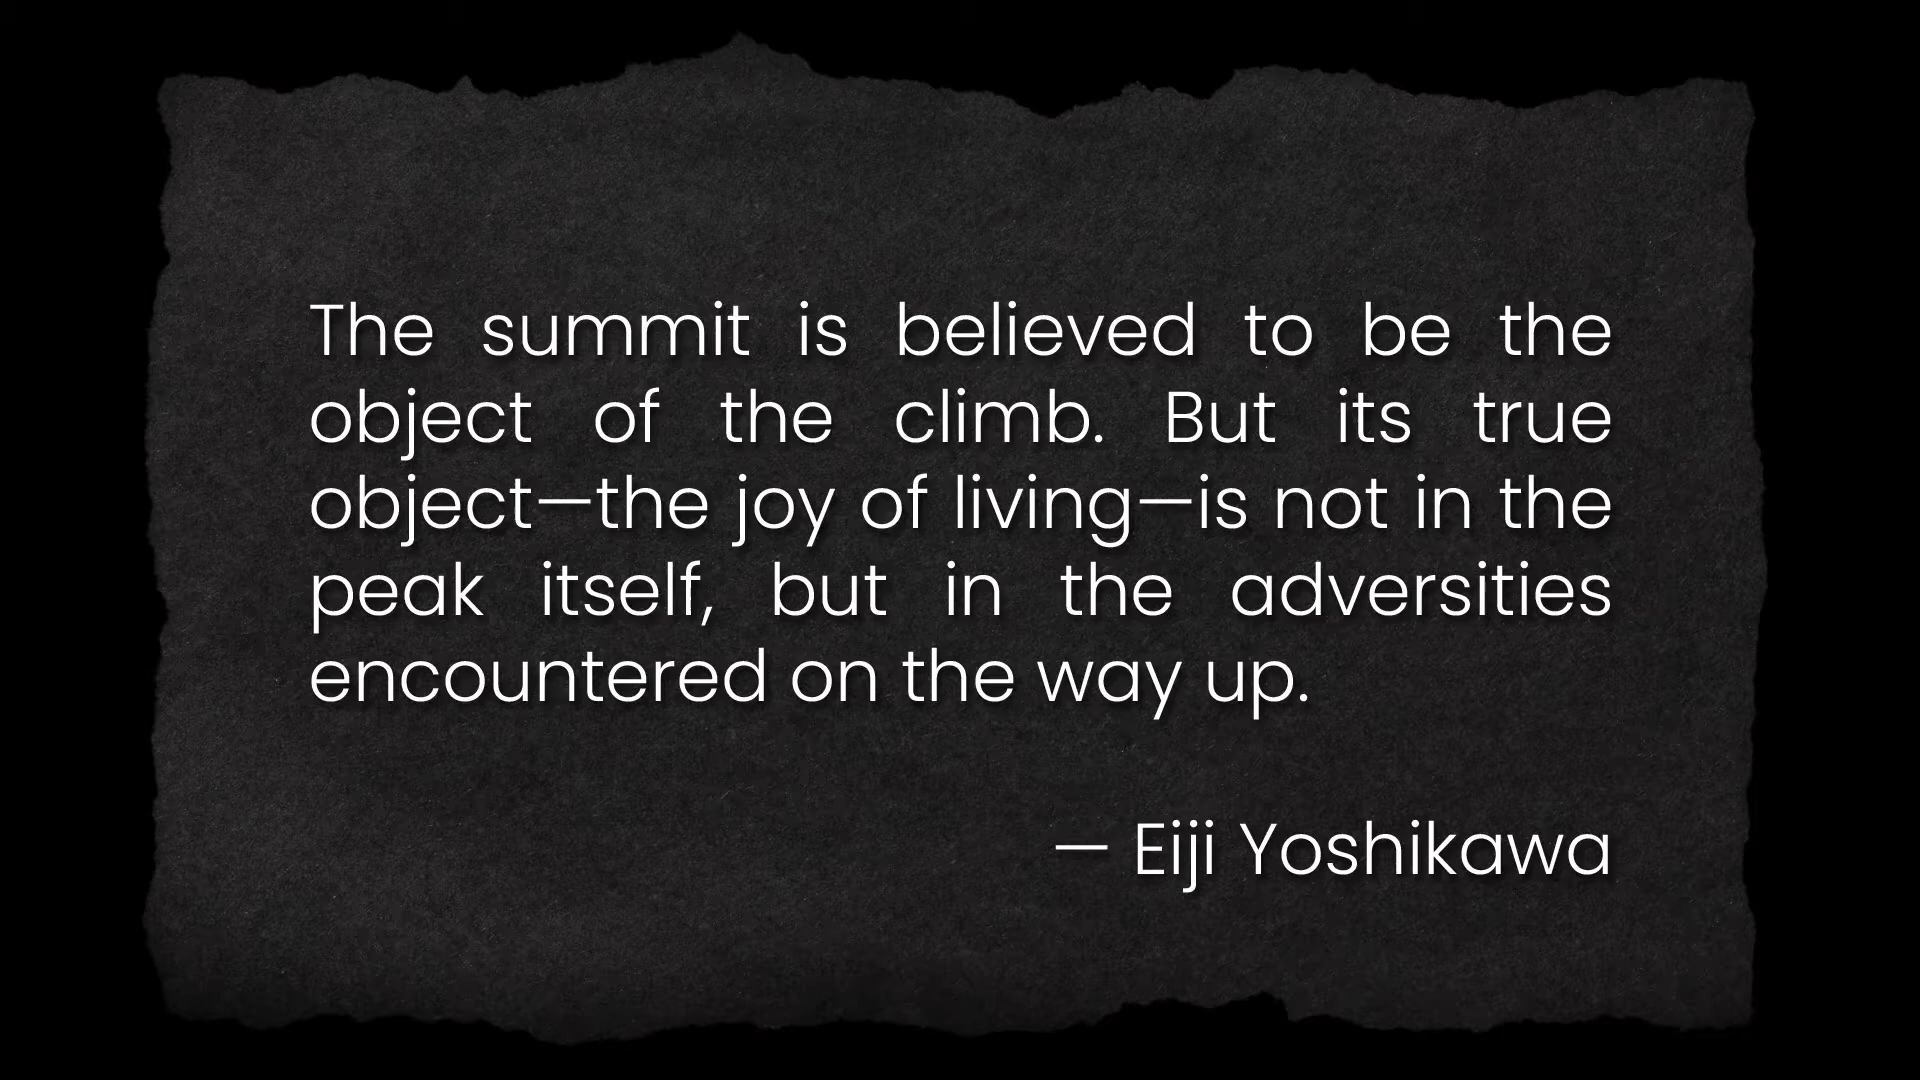 The summit is believed to be the
object of the climb. But its true
object—the joy of living—is not in the
peak itself, but in the adversities
encountered on the way up.
— Eiji Yoshikawa